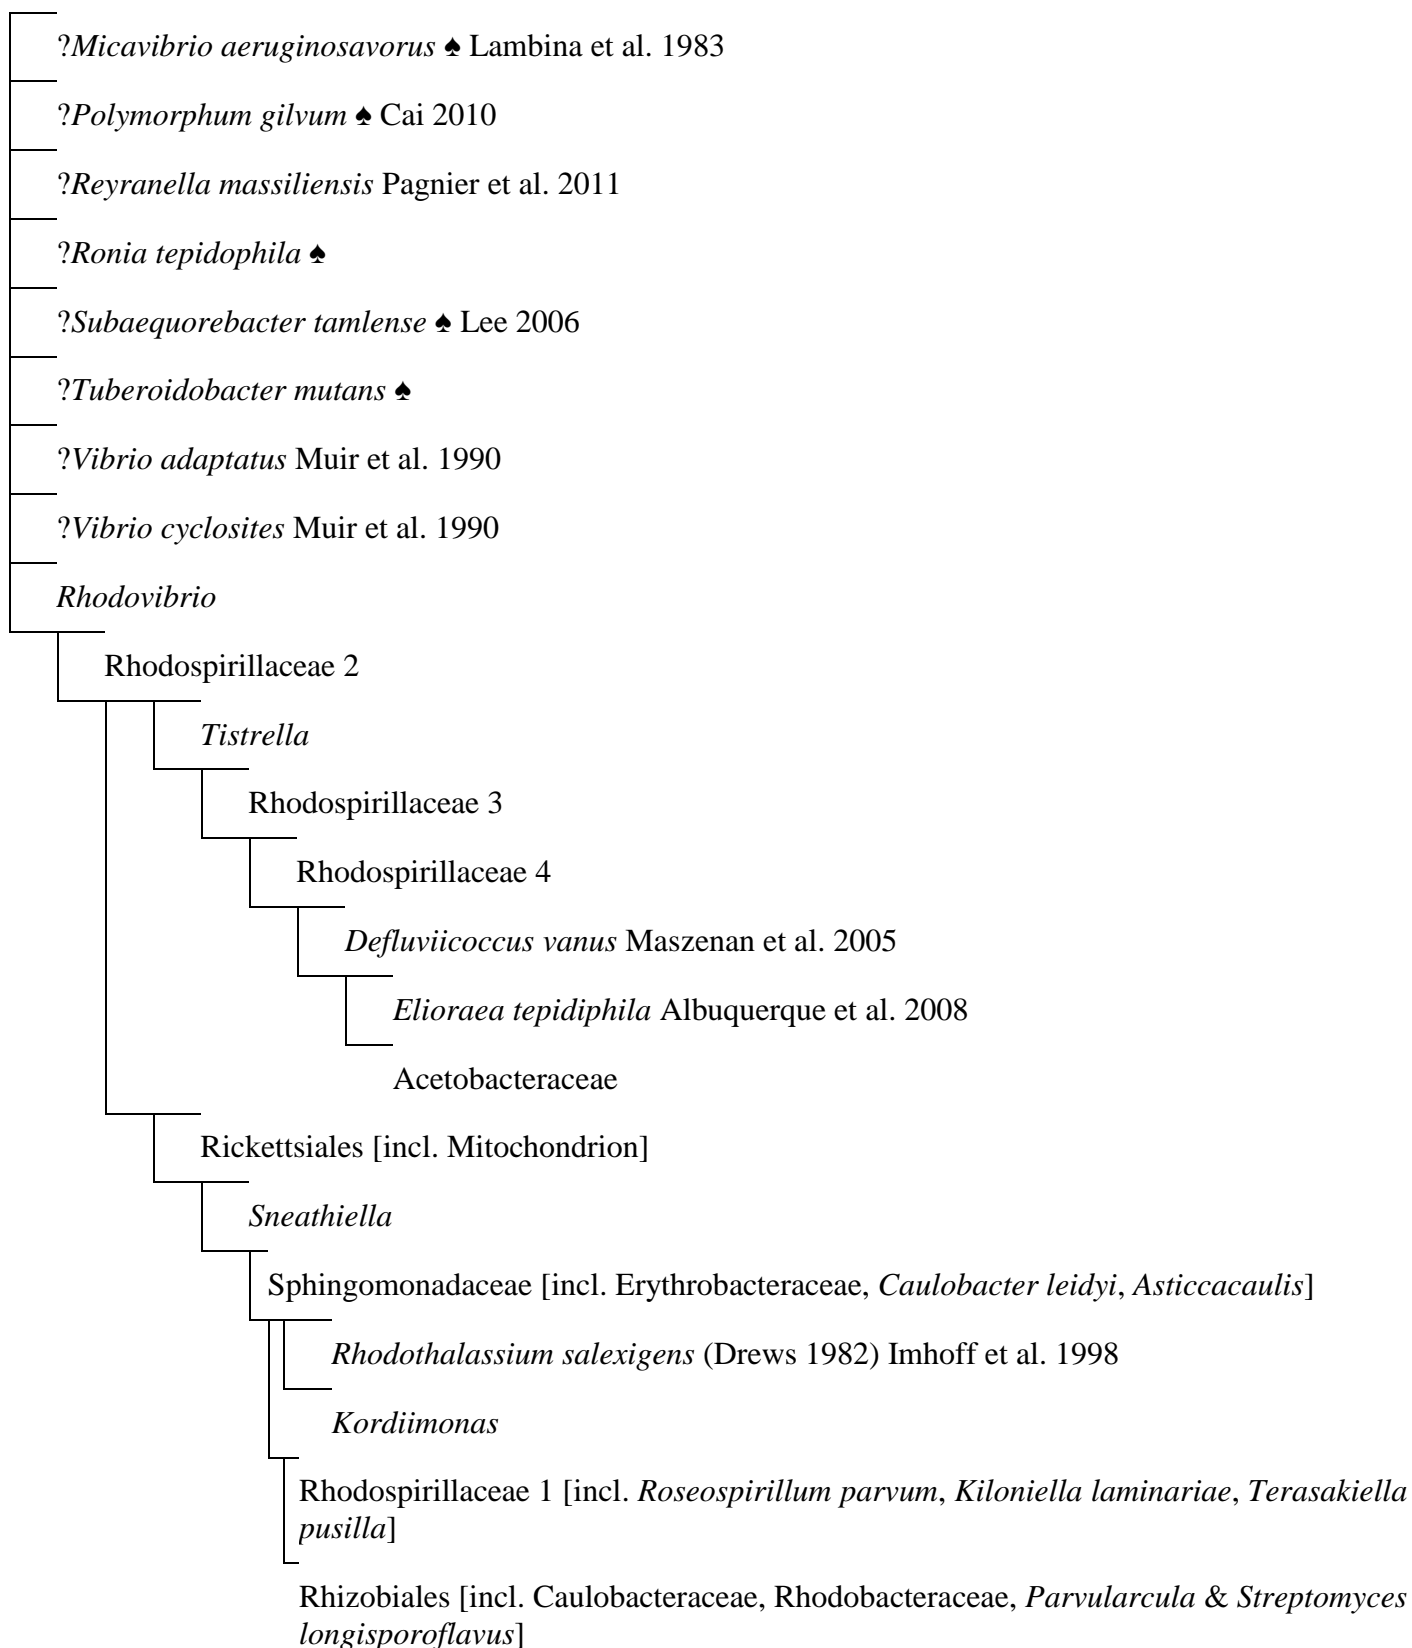 ?Micavibrio aeruginosavorus ♠ Lambina et al. 1983
?Polymorphum gilvum ♠ Cai 2010
?Reyranella massiliensis Pagnier et al. 2011
?Ronia tepidophila ♠
?Subaequorebacter tamlense ♠ Lee 2006
?Tuberoidobacter mutans ♠
?Vibrio adaptatus Muir et al. 1990
?Vibrio cyclosites Muir et al. 1990
Rhodovibrio
Rhodospirillaceae 2
Tistrella
Rhodospirillaceae 3
Rhodospirillaceae 4
Defluviicoccus vanus Maszenan et al. 2005
Elioraea tepidiphila Albuquerque et al. 2008
Acetobacteraceae
Rickettsiales [incl. Mitochondrion]
Sneathiella
Sphingomonadaceae [incl. Erythrobacteraceae, Caulobacter leidyi, Asticcacaulis]
Rhodothalassium salexigens (Drews 1982) Imhoff et al. 1998
Kordiimonas
Rhodospirillaceae 1 [incl. Roseospirillum parvum, Kiloniella laminariae, Terasakiella
pusilla]
Rhizobiales [incl. Caulobacteraceae, Rhodobacteraceae, Parvularcula & Streptomyces
longisporoflavus]